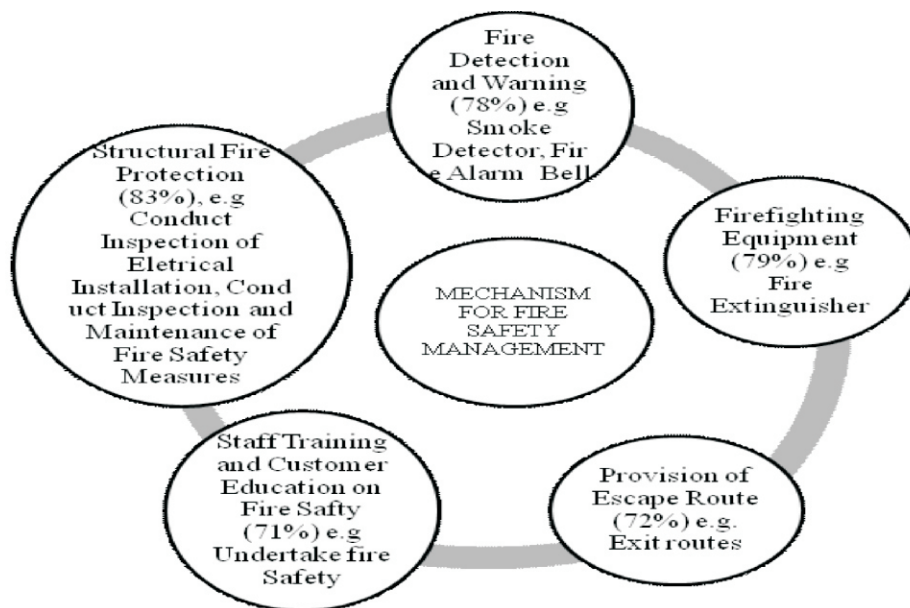 Fire
Detection
and Warning
(78%) e.g
Smoke
Detector, Fir
e Alarm Bell
Structural Fire
Protection
(83%), e.g
Conduct
Inspection of
Eletrical
Installation, Cond
uct Inspection and
Maintenance of
Fire Safety
Measures
Firefighting
Equipment
(79%) e.g
Fire
Extinguisher
MECHANISM
FOR FIRE
SAFETY
MANAGEMENT
Staff Training
and Customer
Education on
Fire Safty
(71%) e.g
Undertake fire
Safety
Provision of
Escape Route
(72%) e.g.
Exit routes